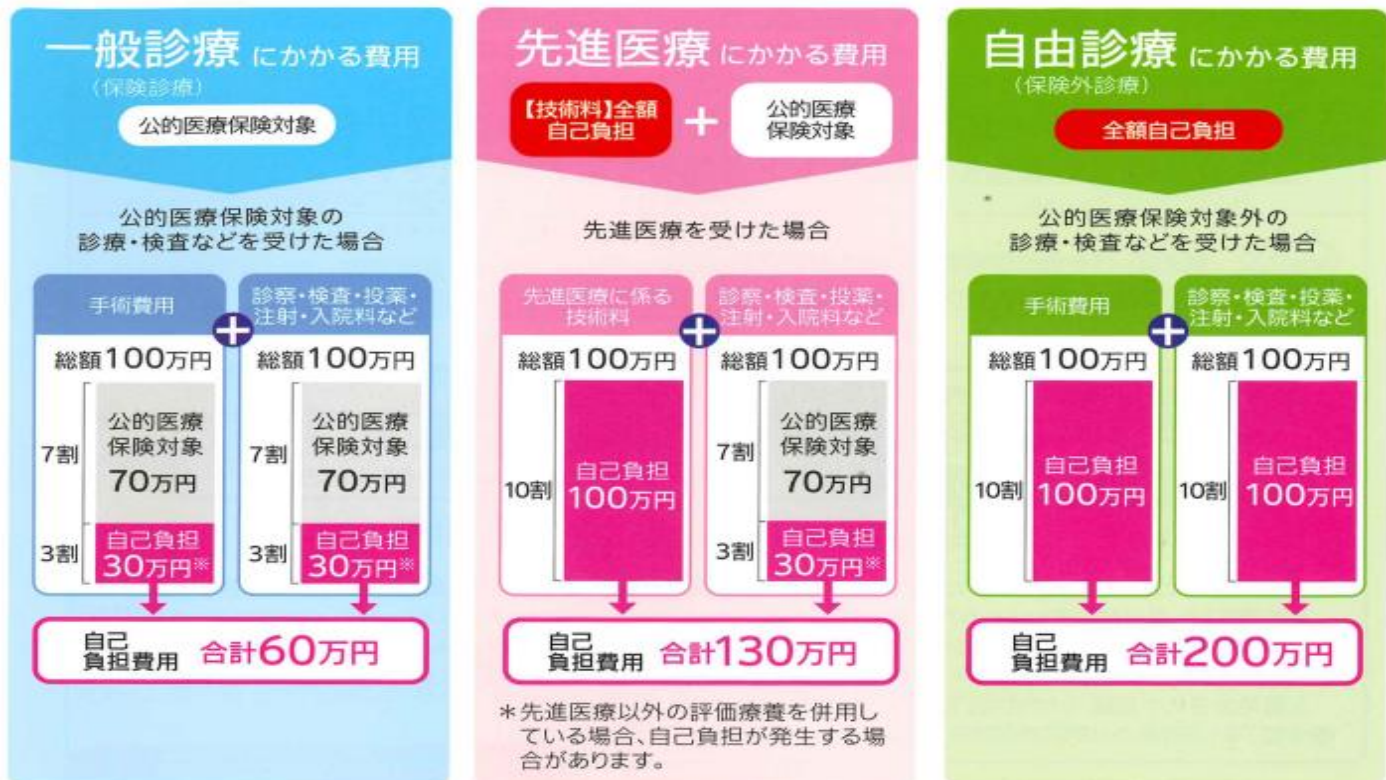 一般診療 にかかる費用
(保険診療)
公的医療保険対象
公的医療保険対象の
診療・検査などを受けた場合
手術費用
総額100万円
7割
公的医療
保険対象
70万円
3割
自己負担
30万円※
+
診察・検査・投薬・
注射・入院料など
総額100万円
7割
公的医療
保険対象
70万円
3割
自己負担
30万円※
自己
負担費用 合計60万円
先進医療 にかかる費用
【技術料】全額
自己負担
+
公的医療
保険対象
先進医療を受けた場合
先進医療に係る
技術料
総額100万円
10割
自己負担
100万円
+
診察・検査・投薬・
注射・入院料など
総額100万円
7割
公的医療
保険対象
70万円
3割
自己負担
30万円※
自己
負担費用 合計130万円
*先進医療以外の評価療養を併用し
ている場合、自己負担が発生する場
合があります。
自由診療 にかかる費用
(保険外診療)
全額自己負担
公的医療保険対象外の
診療・検査などを受けた場合
手術費用
総額100万円
10割
自己負担
100万円
+
診察・検査・投薬・
注射・入院料など
総額100万円
10割
自己負担
100万円
自己
負担費用 合計200万円